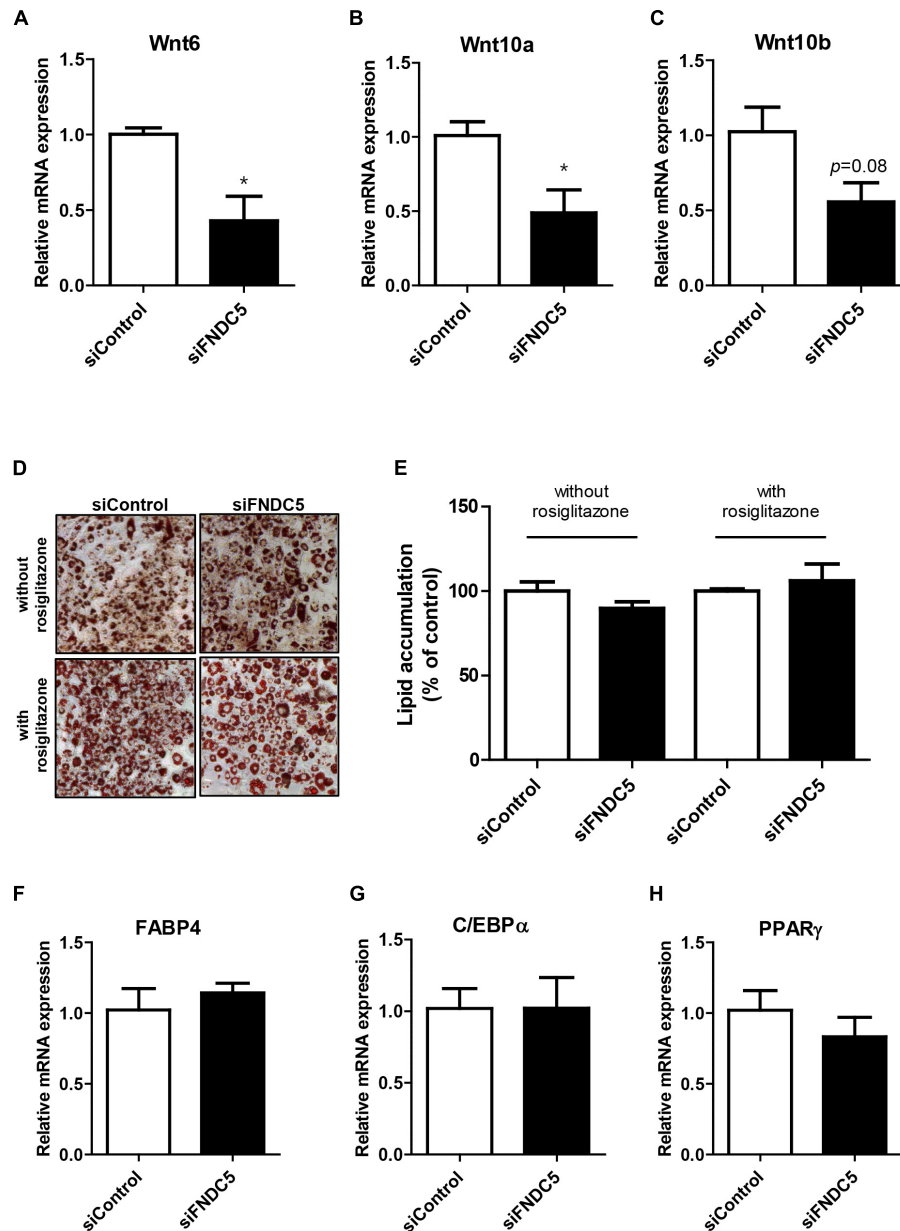 A
Wnt6
Relative mRNA expression
1.5
1.0
0.5
0.0
*
siControl
siFNDC5
B
Wnt10a
Relative mRNA expression
1.5
1.0
0.5
0.0
*
siControl
siFNDC5
C
Wnt10b
Relative mRNA expression
1.5
1.0
0.5
0.0
p=0.08
siControl
siFNDC5
D
siControl
siFNDC5
without
rosiglitazone
with
rosiglitazone
E
Lipid accumulation
(% of control)
150
100
50
0
without
rosiglitazone
with
rosiglitazone
siControl
siFNDC5
siControl
siFNDC5
F
FABP4
Relative mRNA expression
1.5
1.0
0.5
0.0
siControl
siFNDC5
G
C/EBPα
Relative mRNA expression
1.5
1.0
0.5
0.0
siControl
siFNDC5
H
PPARγ
Relative mRNA expression
1.5
1.0
0.5
0.0
siControl
siFNDC5